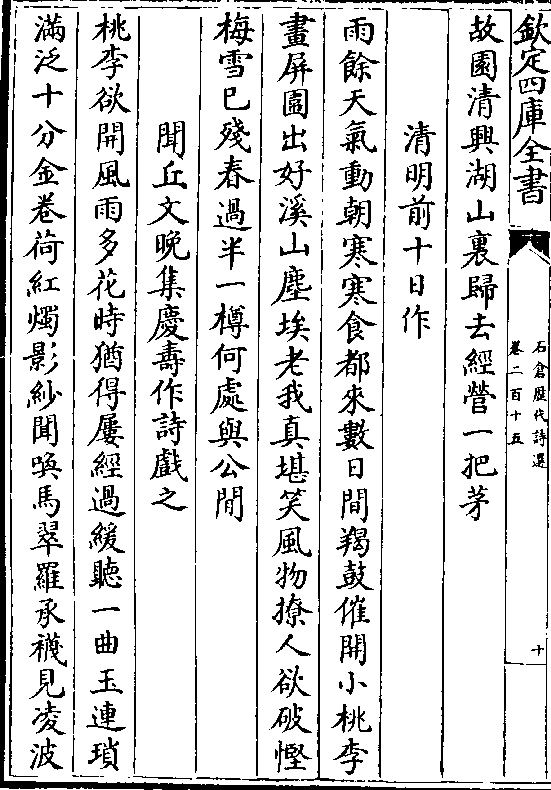 欽定四庫全書
石倉歷代詩選
卷二百十五
十
故園清興湖山裏歸去經營一把茅
清明前十日作
雨餘天氣動朝寒寒食都來數日間羯鼓催開小桃李
畫屏圖出好溪山塵埃老我真堪笑風物撩人欲破慳
梅雪已殘春過半一樽何處與公閒
聞丘文晚集慶壽作詩戲之
桃李欲開風雨多花時猶得屢經過緩聽一曲玉連瑣
滿泛十分金卷荷紅燭影紗聞喚馬翠羅承襪見凌波